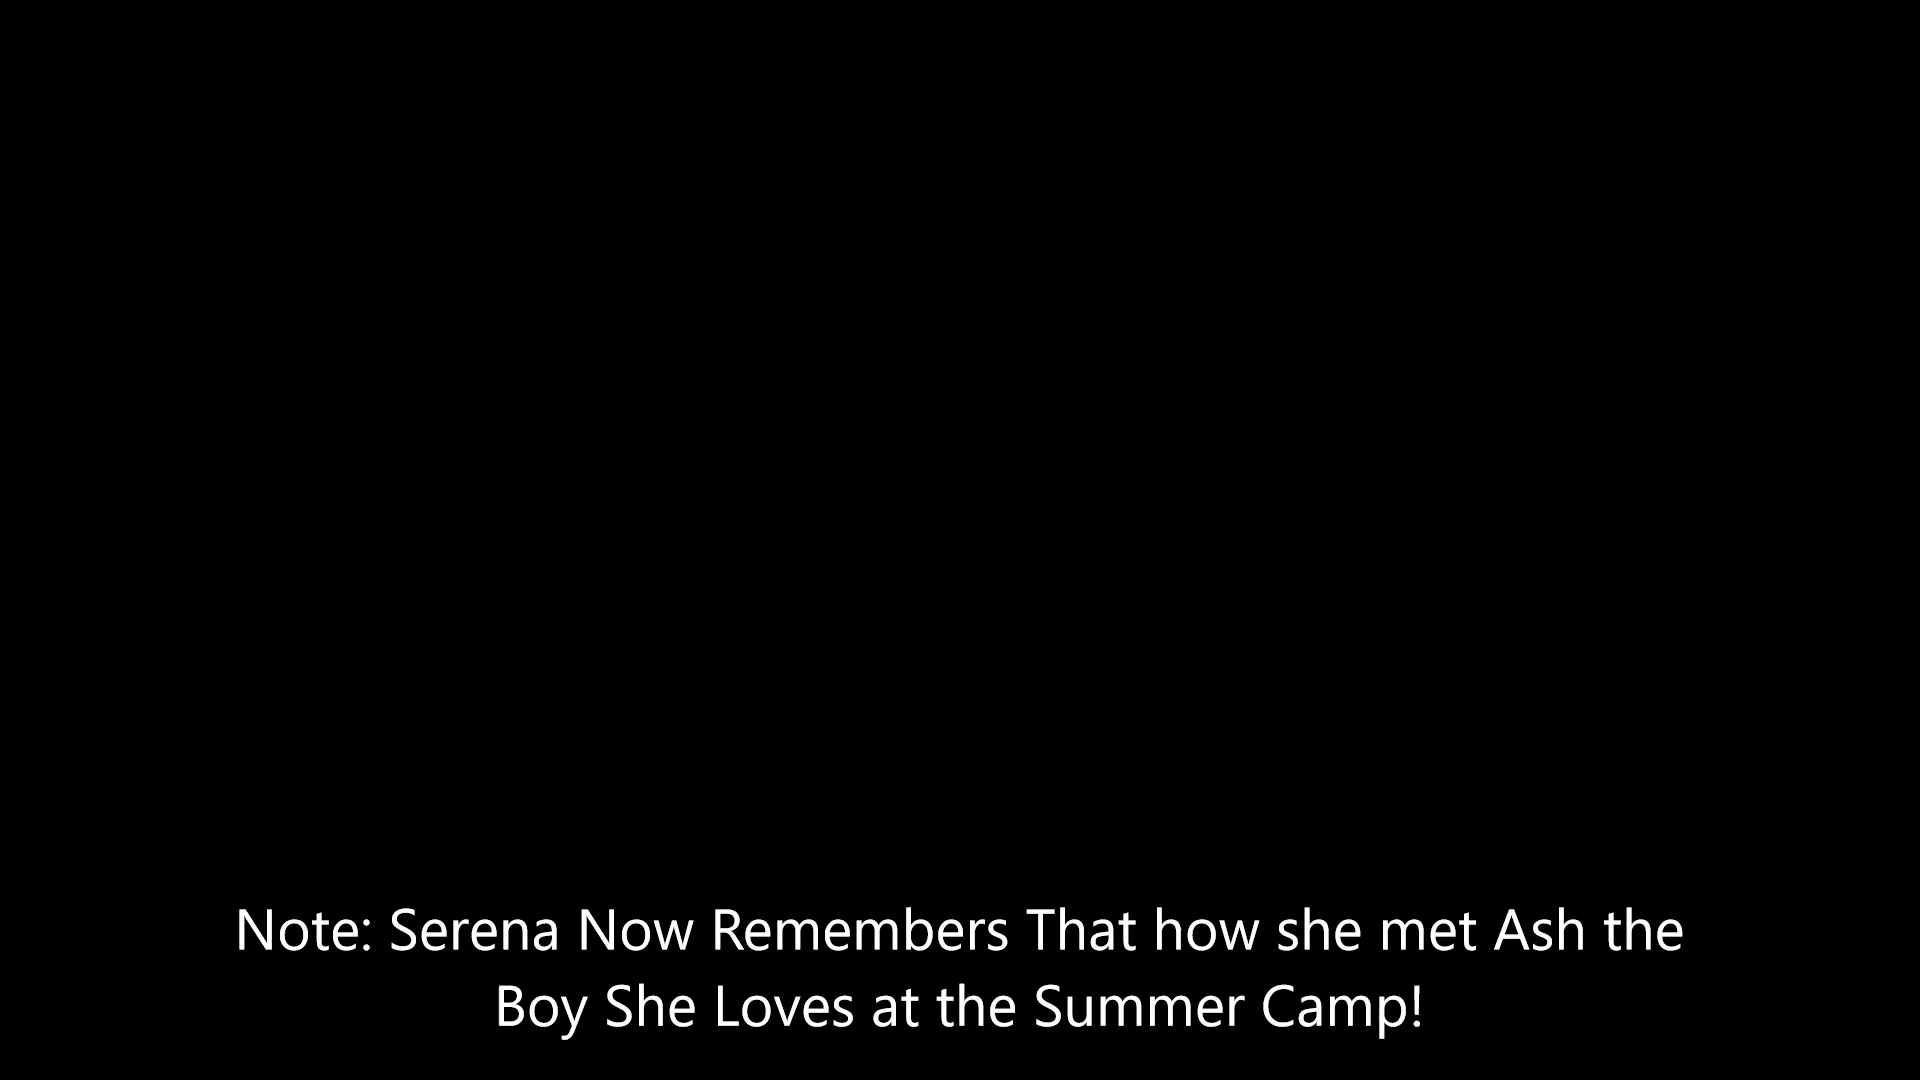 Note: Serena Now Remembers That how she met Ash the
Boy She Loves at the Summer Camp!